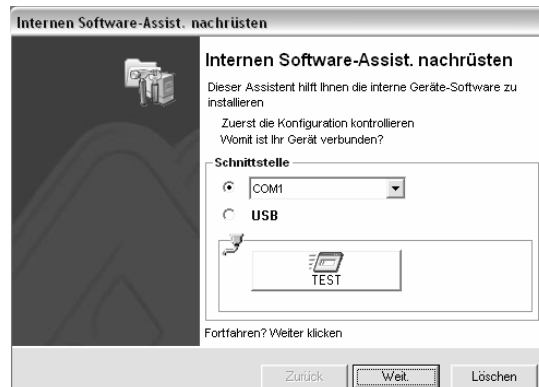 Internen Software-Assist. nachrüsten
Internen Software-Assist. nachrüsten
Dieser Assistent hilft Ihnen die interne Geräte-Software zu
installieren
Zuerst die Konfiguration kontrollieren
Womit ist Ihr Gerät verbunden?
Schnittstelle
COM1
USB
TEST
Fortfahren? Weiter klicken
Zurück
Weit.
Löschen